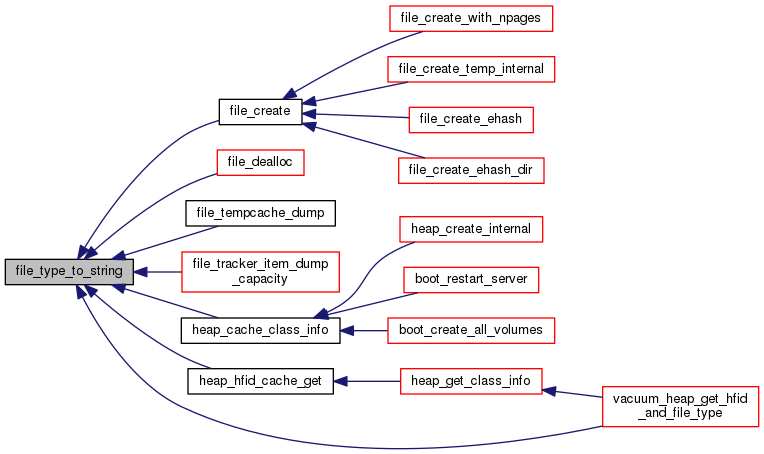 file_create_with_npages
file_create_temp_internal
file_create
file_create_ehash
file_dealloc
file_create_ehash_dir
file_tempcache_dump
heap_create_internal
file_type_to_string
file_tracker_item_dump
_capacity
boot_restart_server
heap_cache_class_info
boot_create_all_volumes
heap_hfid_cache_get
heap_get_class_info
vacuum_heap_get_hfid
_and_file_type